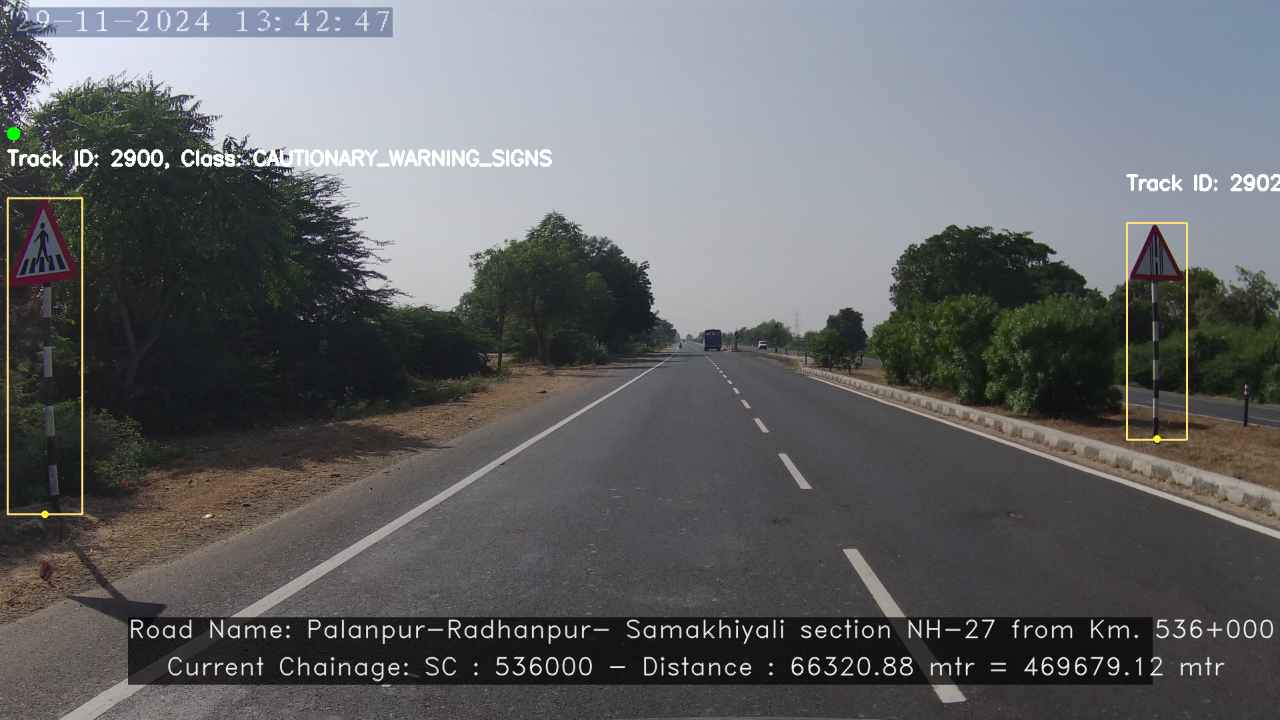 29-11-2024 13:42:47
Track ID: 2900, Class: CAUTIONARY_WARNING_SIGNS
Track ID: 2902
Road Name: Palanpur-Radhanpur- Samakhiyali section NH-27 from Km. 536+000
Current Chainage: SC : 536000 - Distance : 66320.88 mtr = 469679.12 mtr